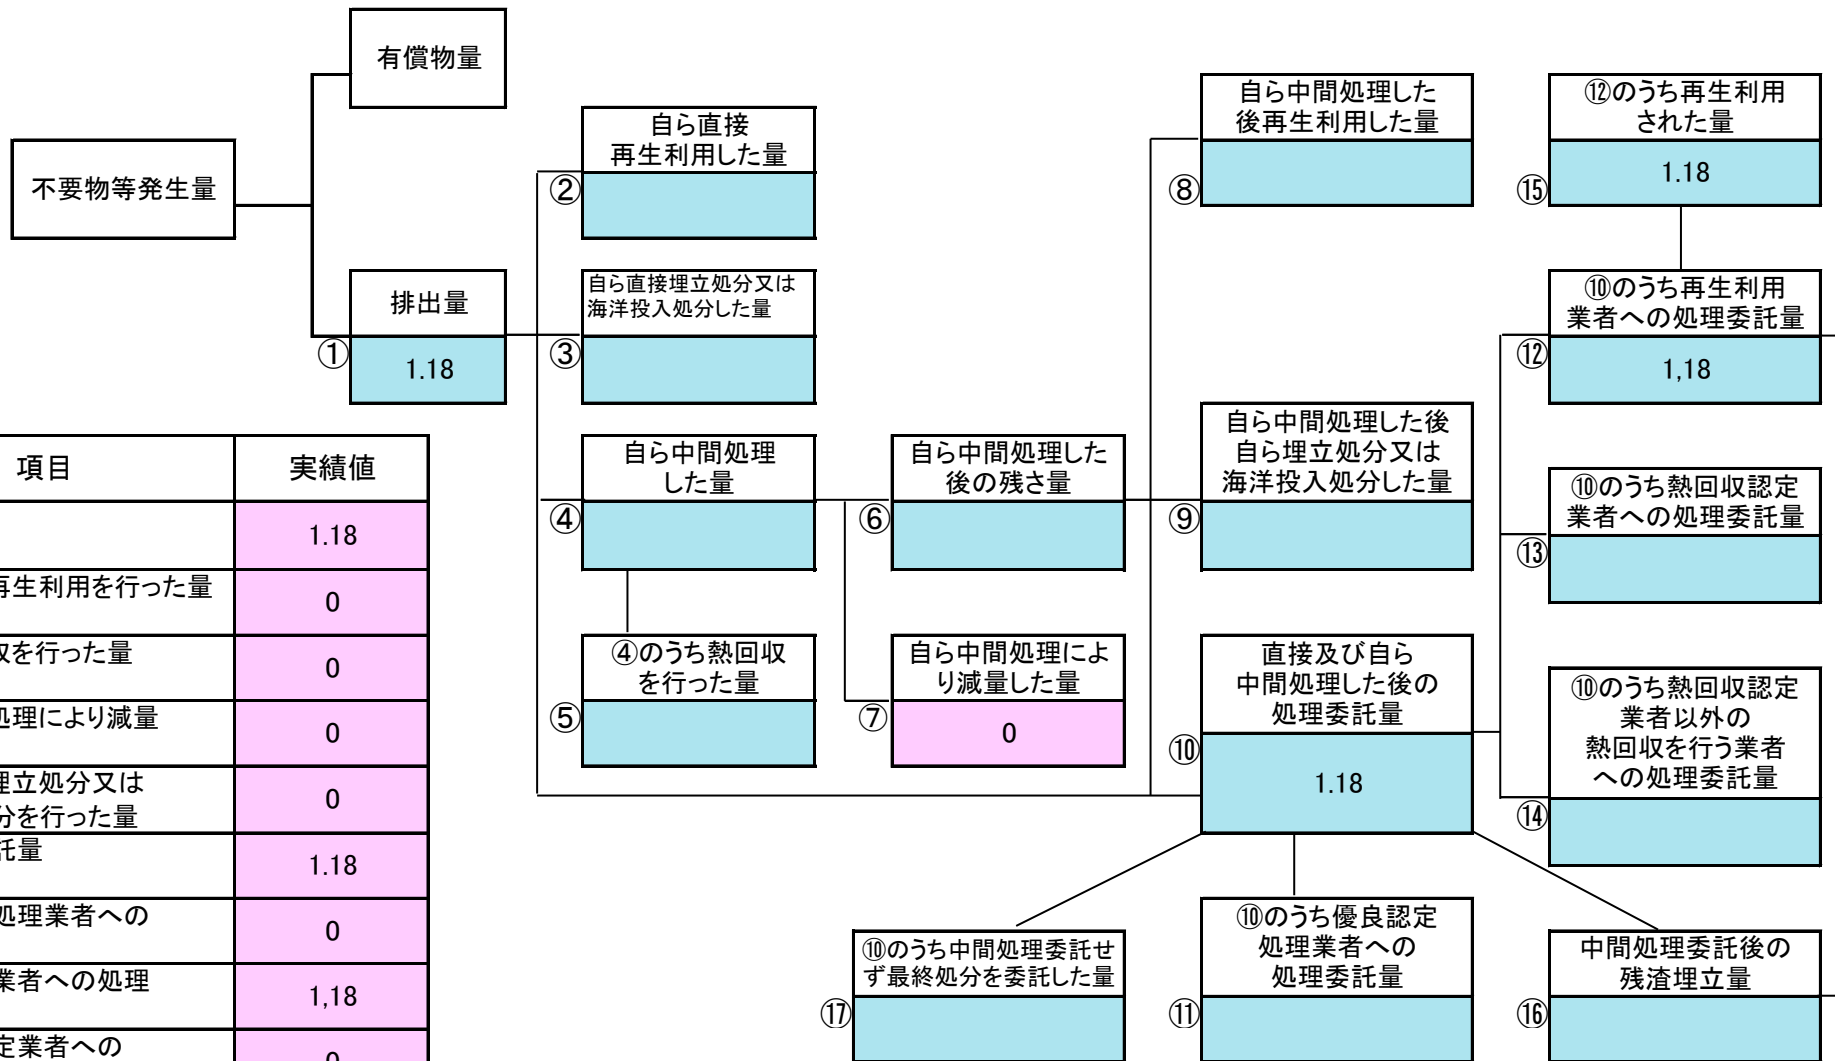 有償物量
不要物等発生量
排出量
①
1.18
自ら直接
再生利用した量
②
自ら直接埋立処分又は
海洋投入処分した量
③
自ら中間処理
した量
④
④のうち熱回収
を行った量
⑤
自ら中間処理した
後の残さ量
⑥
自ら中間処理によ
り減量した量
⑦
0
自ら中間処理した
後再生利用した量
⑧
自ら中間処理した後
自ら埋立処分又は
海洋投入処分した量
⑨
直接及び自ら
中間処理した後の
処理委託量
⑩
1.18
⑫のうち再生利用
された量
⑮
1.18
⑩のうち再生利用
業者への処理委託量
⑫
1,18
⑩のうち熱回収認定
業者への処理委託量
⑬
⑩のうち熱回収認定
業者以外の
熱回収を行う業者
への処理委託量
⑭
⑩のうち中間処理委託せ
ず最終処分を委託した量
⑰
⑩のうち優良認定
処理業者への
処理委託量
⑪
中間処理委託後の
残渣埋立量
⑯
項目 実績値
1.18
再生利用を行った量 0
を行った量 0
処理により減量 0
埋立処分又は
を行った量 0
託量 1.18
処理業者への 0
業者への処理 1,18
定業者への 0